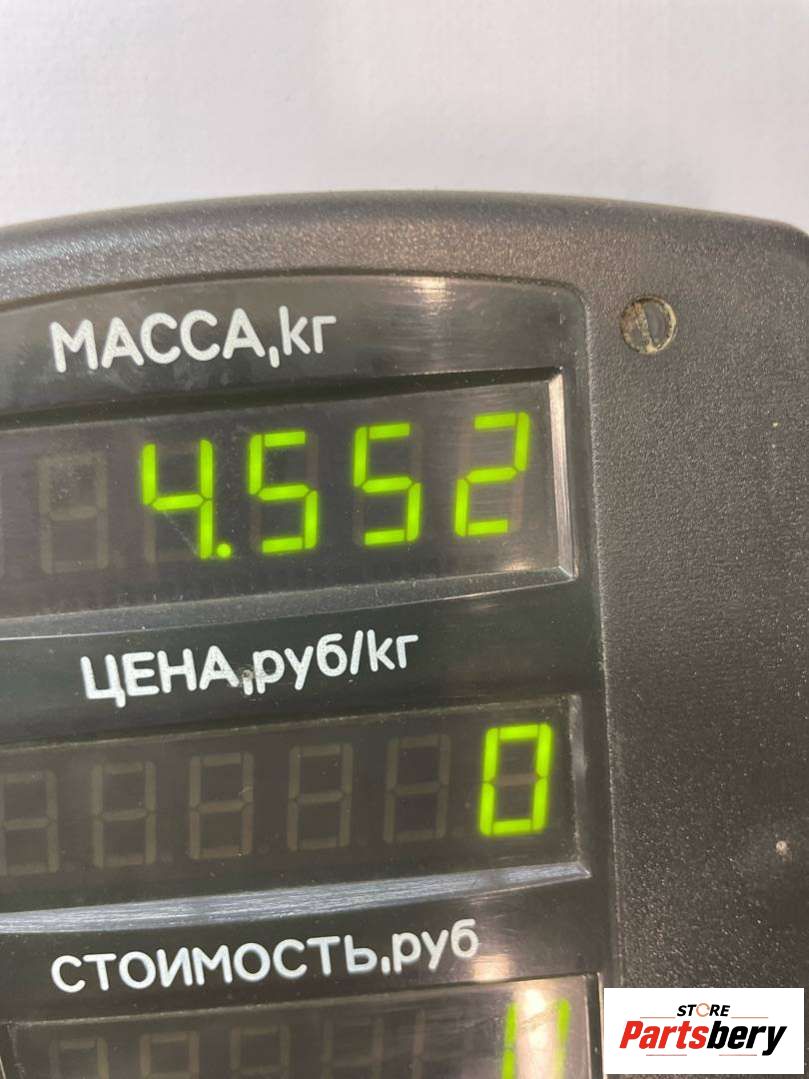 МАССА,кг
4.552
ЦЕНА,руб/кг
0
СТОИМОСТЬ,руб
STORE
Partsbery